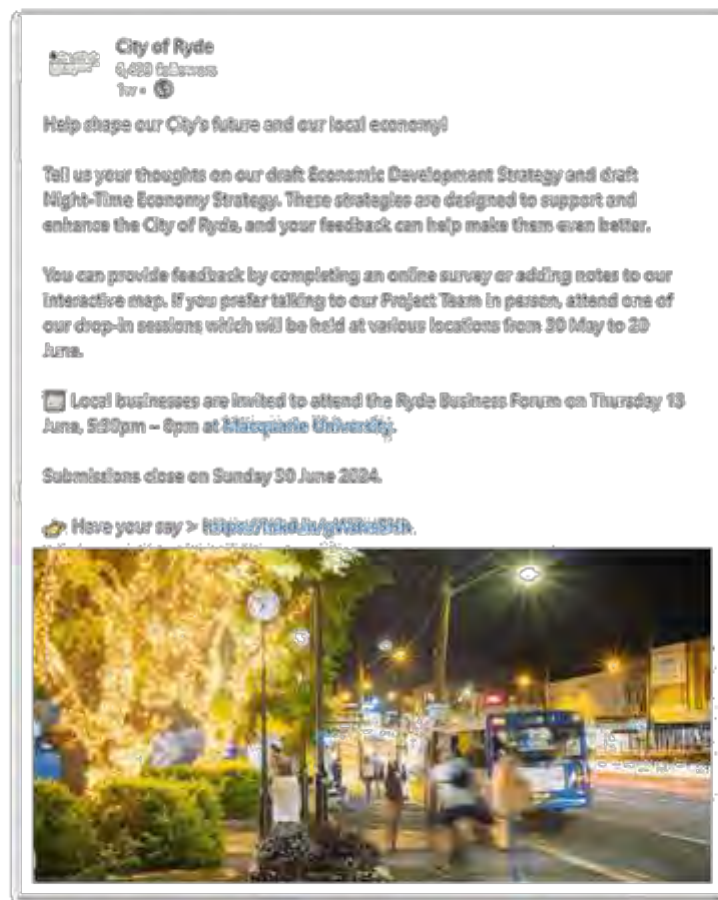 City of Ryde
followers
1w •
Help shape our City's future and our local economy!
Tell us your thoughts on our draft Economic Development Strategy and draft
Night-Time Economy Strategy. These strategies are designed to support and
enhance the City of Ryde, and your feedback can help make them even better.
You can provide feedback by completing an online survey or adding notes to our
interactive map. If you prefer talking to our Project Team in person, attend one of
our drop-in sessions which will be held at various locations from 30 May to 20
June.
Local businesses are invited to attend the Ryde Business Forum on Thursday 13
June, 5:30pm – 8pm at Macquarie University.
Submissions close on Sunday 30 June 2024.
Have your say >